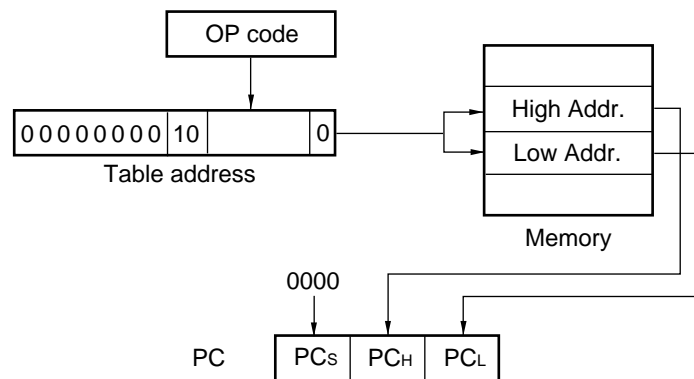 OP code
0 0 0 0 0 0 0 0 10 0
Table address
High Addr.
Low Addr.
Memory
0000
PC PCS PCH PCL